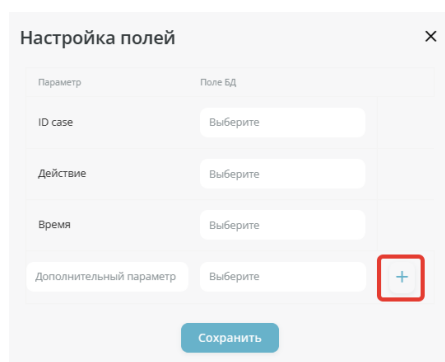 Настройка полей
Параметр Поле БД
ID case Выберите
Действие Выберите
Время Выберите
Дополнительный параметр Выберите +
Сохранить